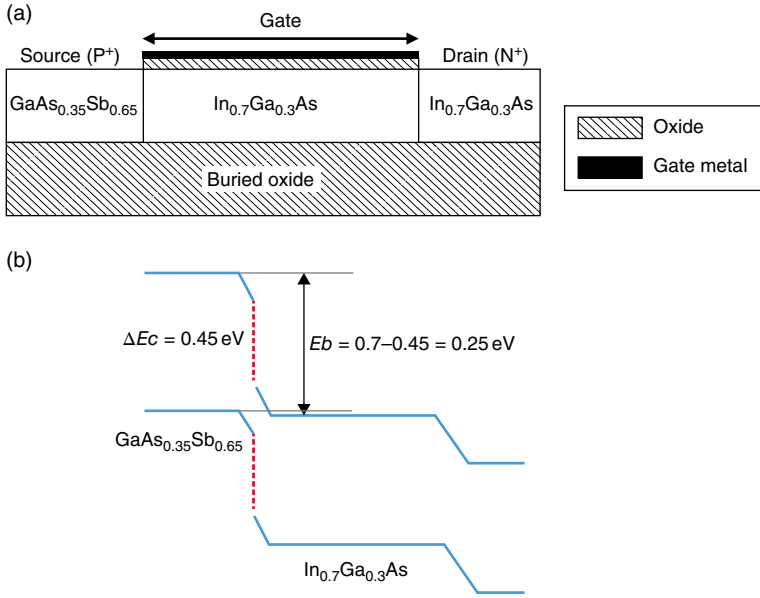 (a)
Gate
Source (P⁺)
Drain (N⁺)
GaAs₀.₃₅Sb₀.₆₅
In₀.₇Ga₀.₃As
In₀.₇Ga₀.₃As
Buried oxide
Oxide
Gate metal
(b)
ΔEc = 0.45 eV
Eb = 0.7–0.45 = 0.25 eV
GaAs₀.₃₅Sb₀.₆₅
In₀.₇Ga₀.₃As